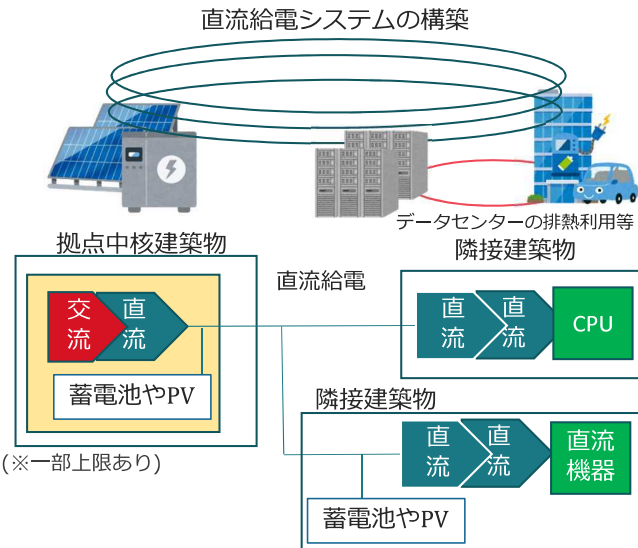 直流給電システムの構築
データセンターの排熱利用等
拠点中核建築物
直流給電
隣接建築物
交流
直流
直流
直流
CPU
蓄電池やPV
隣接建築物
(※一部上限あり)
直流
直流
直流
機器
蓄電池やPV